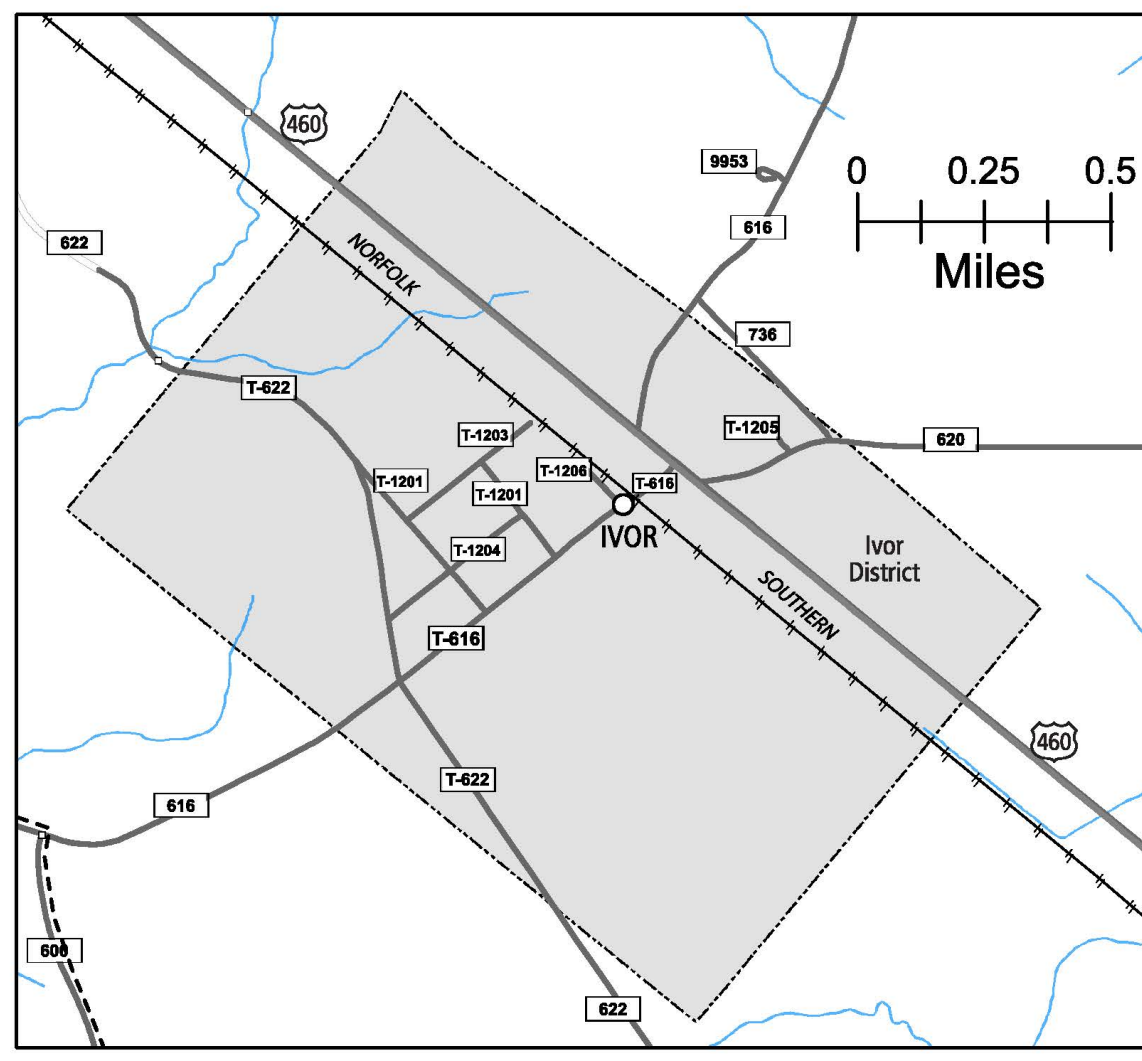 460
9953
0 0.25 0.5
Miles
616
622
NORFOLK
736
T-622
T-1203
T-1205
620
T-1206
T-1201
T-616
T-1201
IVOR
T-1204
Ivor
District
SOUTHERN
T-616
460
T-622
616
600
622